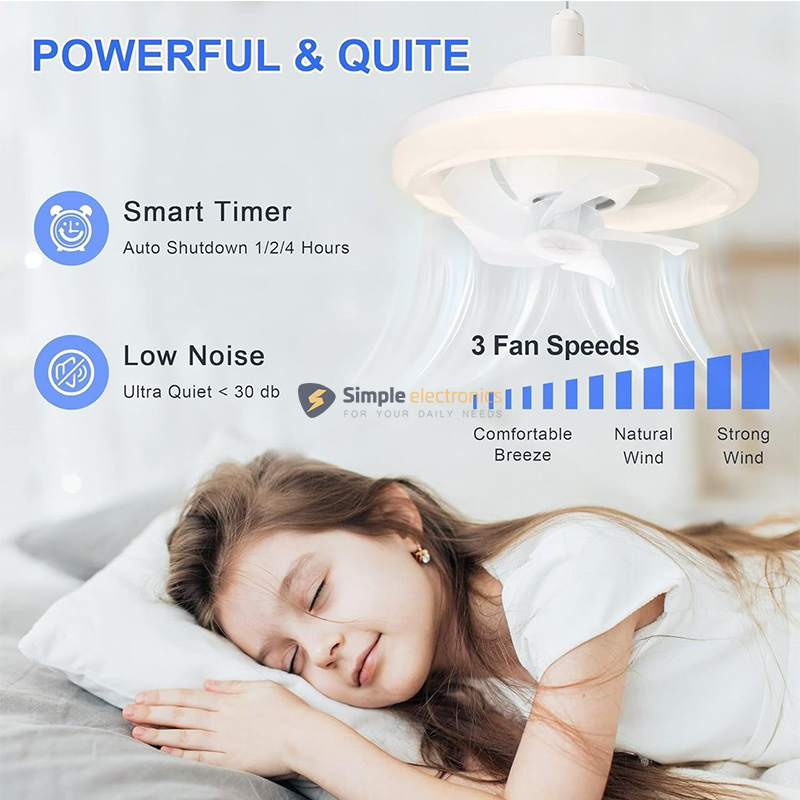 POWERFUL & QUITE
Smart Timer
Auto Shutdown 1/2/4 Hours
Low Noise
Ultra Quiet < 30 db
Simple electronics
FOR YOUR DAILY NEEDS
3 Fan Speeds
Comfortable
Breeze
Natural
Wind
Strong
Wind